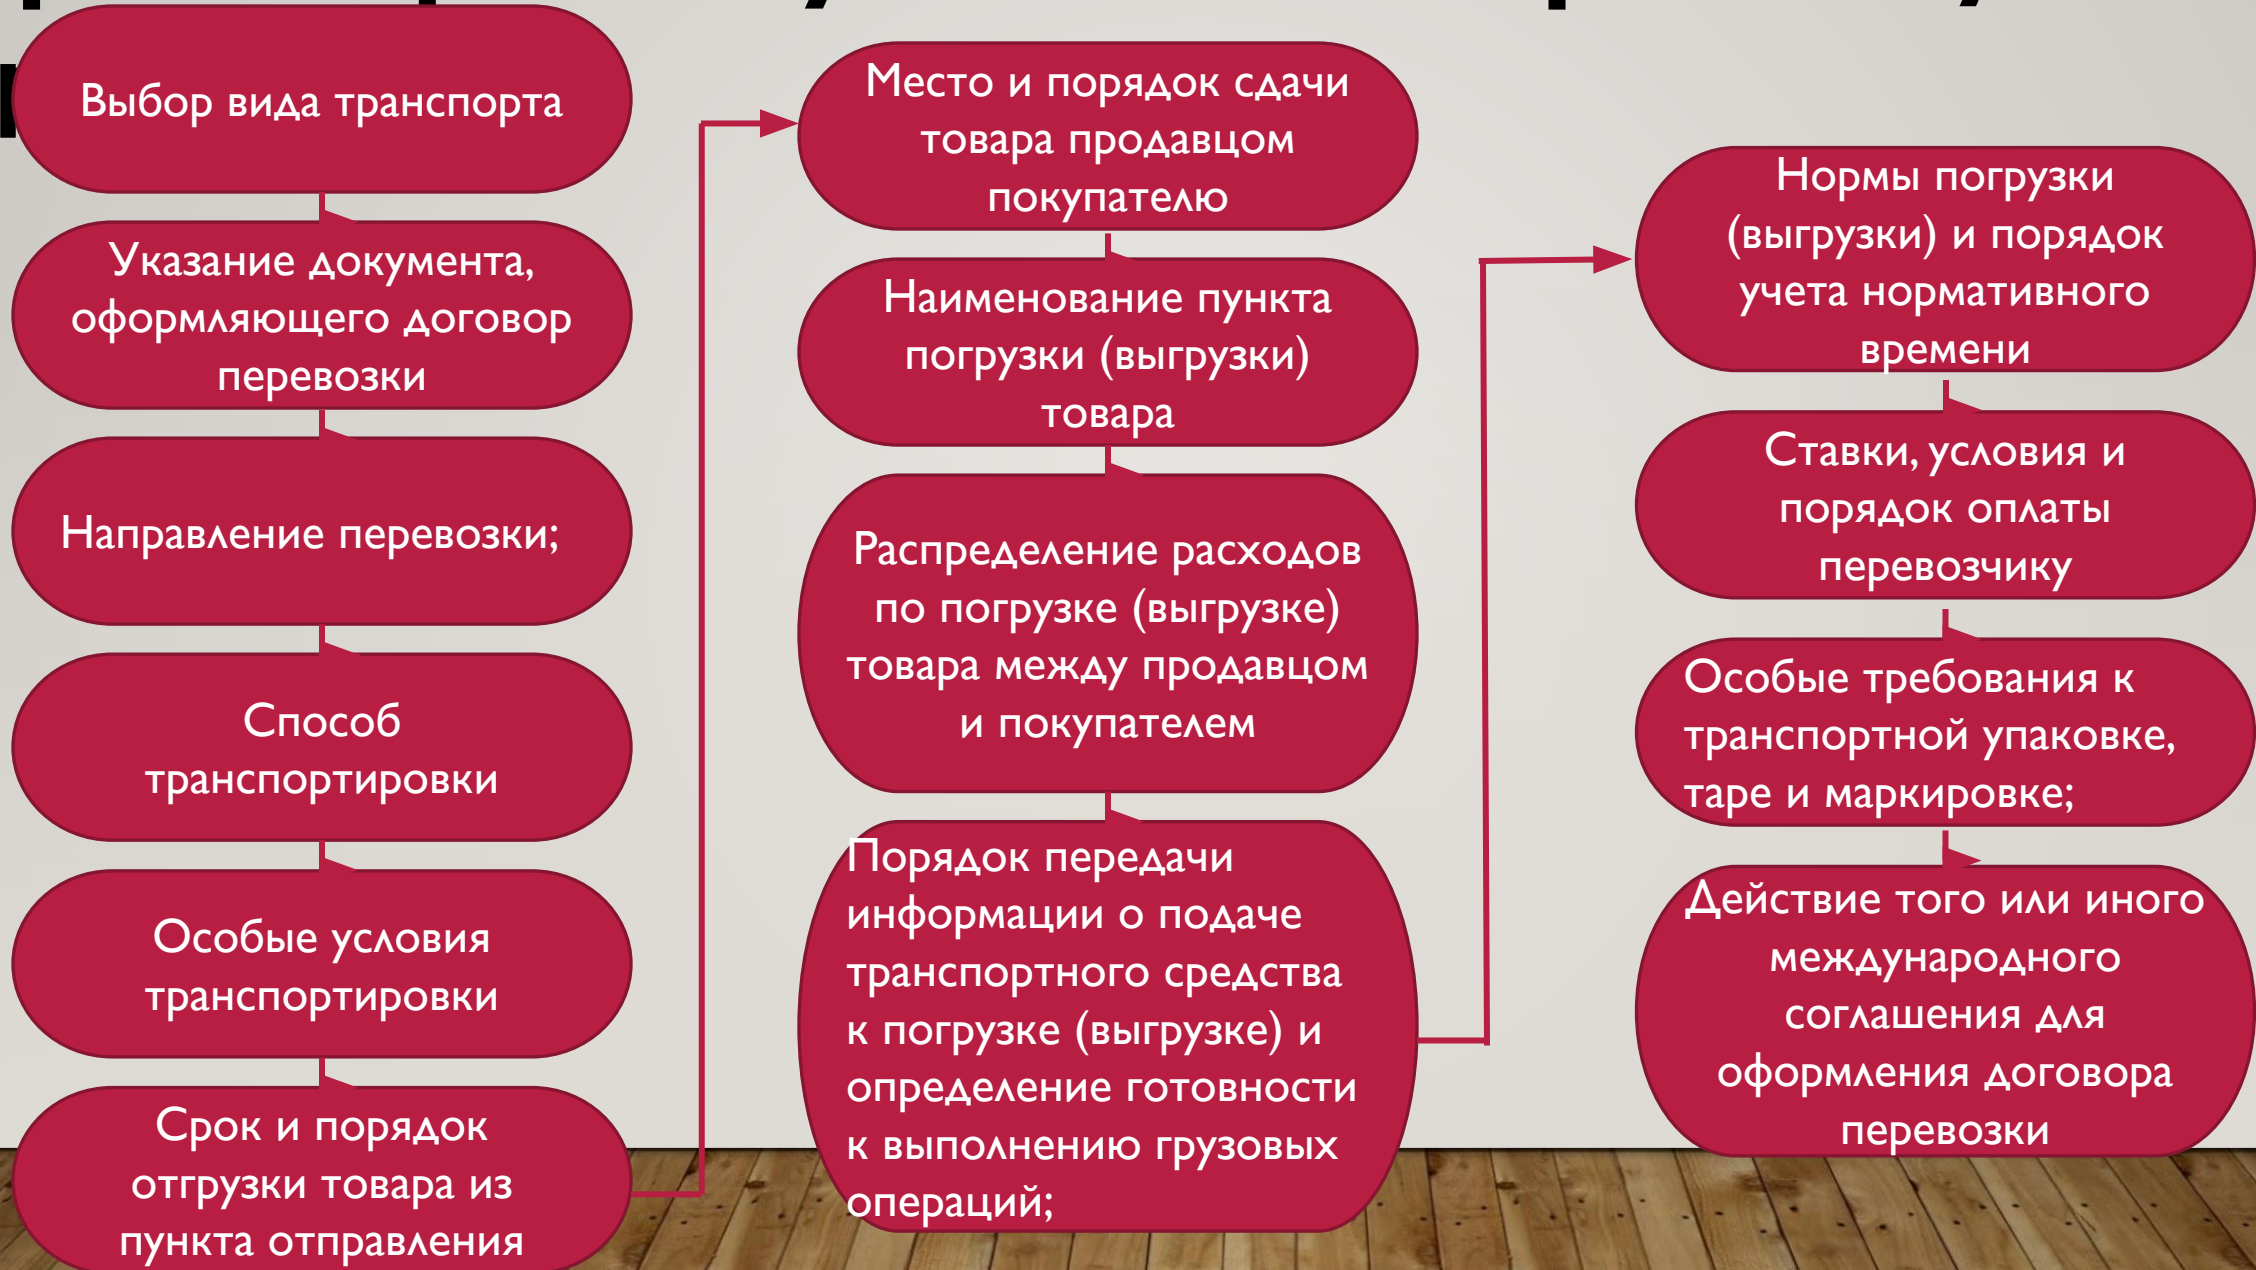 Выбор вида транспорта
Указание документа,
оформляющего договор
перевозки
Направление перевозки;
Способ
транспортировки
Особые условия
транспортировки
Срок и порядок
отгрузки товара из
пункта отправления
Место и порядок сдачи
товара продавцом
покупателю
Наименование пункта
погрузки (выгрузки)
товара
Распределение расходов
по погрузке (выгрузке)
товара между продавцом
и покупателем
Порядок передачи
информации о подаче
транспортного средства
к погрузке (выгрузке) и
определение готовности
к выполнению грузовых
операций;
Нормы погрузки
(выгрузки) и порядок
учета нормативного
времени
Ставки, условия и
порядок оплаты
перевозчику
Особые требования к
транспортной упаковке,
таре и маркировке;
Действие того или иного
международного
соглашения для
оформления договора
перевозки